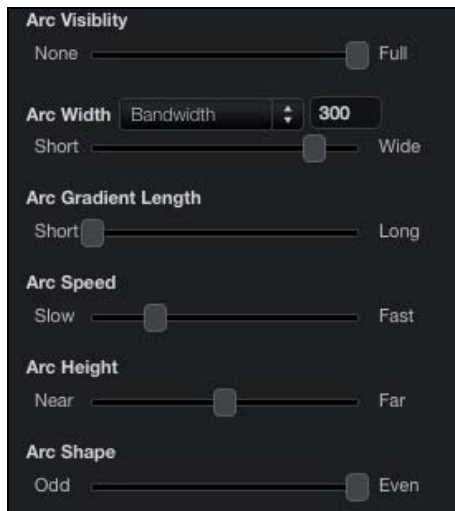 Arc Visiblity
None Full
Arc Width Bandwidth 300
Short Wide
Arc Gradient Length
Short Long
Arc Speed
Slow Fast
Arc Height
Near Far
Arc Shape
Odd Even